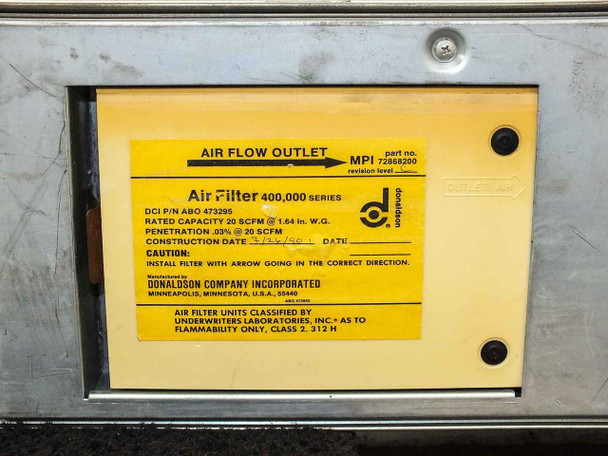 AIR FLOW OUTLET
MPI part no. 72868200
revision level
Air Filter 400,000 SERIES
donaldson
DCI P/N ABO 473295
RATED CAPACITY 20 SCFM @ 1.64 in. W.G.
PENETRATION .03% @ 20 SCFM
CONSTRUCTION DATE DATE
CAUTION:
INSTALL FILTER WITH ARROW GOING IN THE CORRECT DIRECTION.
Manufactured by
DONALDSON COMPANY INCORPORATED
MINNEAPOLIS, MINNESOTA, U.S.A., 55440
AIR FILTER UNITS CLASSIFIED BY
UNDERWRITERS LABORATORIES, INC.® AS TO
FLAMMABILITY ONLY, CLASS 2. 312 H
OUTLET AIR